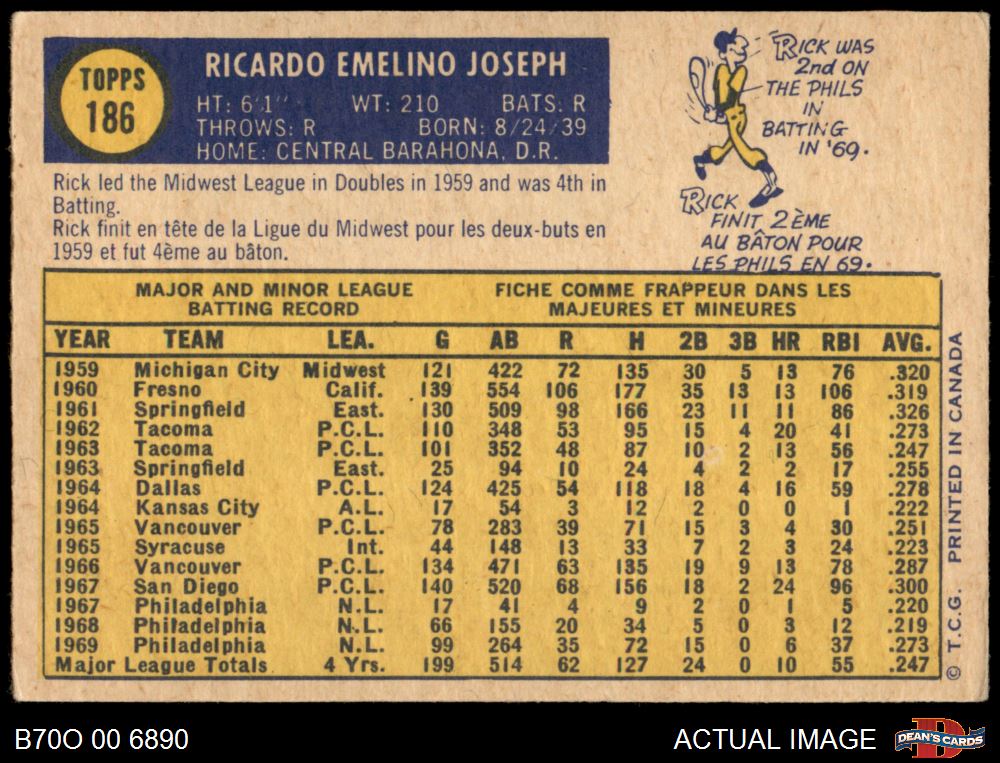 TOPPS
186
RICARDO EMELINO JOSEPH
HT: 6'1" WT: 210 BATS: R
THROWS: R BORN: 8/24/39
HOME: CENTRAL BARAHONA, D.R.
RICK WAS
2nd ON
THE PHILS
IN
BATTING
IN '69.
RICK
FINIT 2ÈME
AU BÂTON POUR
LES PHILS EN 69.
Rick led the Midwest League in Doubles in 1959 and was 4th in
Batting.
Rick finit en tête de la Ligue du Midwest pour les deux-buts en
1959 et fut 4ème au bâton.
MAJOR AND MINOR LEAGUE
BATTING RECORD
FICHE COMME FRAPPEUR DANS LES
MAJEURES ET MINEURES
YEAR TEAM LEA. G AB R H 2B 3B HR RBI AVG.
1959 Michigan City Midwest 121 422 72 135 30 5 13 76 .320
1960 Fresno Calif. 139 554 106 177 35 13 13 106 .319
1961 Springfield East. 130 509 98 166 23 11 11 86 .326
1962 Tacoma P.C.L. 110 348 53 95 15 4 20 41 .273
1963 Tacoma P.C.L. 101 352 48 87 10 2 13 56 .247
1963 Springfield East. 25 94 10 24 4 2 2 17 .255
1964 Dallas P.C.L. 124 425 54 118 18 4 16 59 .278
1964 Kansas City A.L. 17 54 3 12 2 0 0 1 .222
1965 Vancouver P.C.L. 78 283 39 71 15 3 4 30 .251
1965 Syracuse Int. 44 148 13 33 7 2 3 24 .223
1966 Vancouver P.C.L. 134 471 63 135 19 9 13 78 .287
1967 San Diego P.C.L. 140 520 68 156 18 2 24 96 .300
1967 Philadelphia N.L. 17 41 4 9 2 0 1 5 .220
1968 Philadelphia N.L. 66 155 20 34 5 0 3 12 .219
1969 Philadelphia N.L. 99 264 35 72 15 0 6 37 .273
Major League Totals 4 Yrs. 199 514 62 127 24 0 10 55 .247
© T.C.G. PRINTED IN CANADA
B70O 00 6890
ACTUAL IMAGE
DEAN'S CARDS